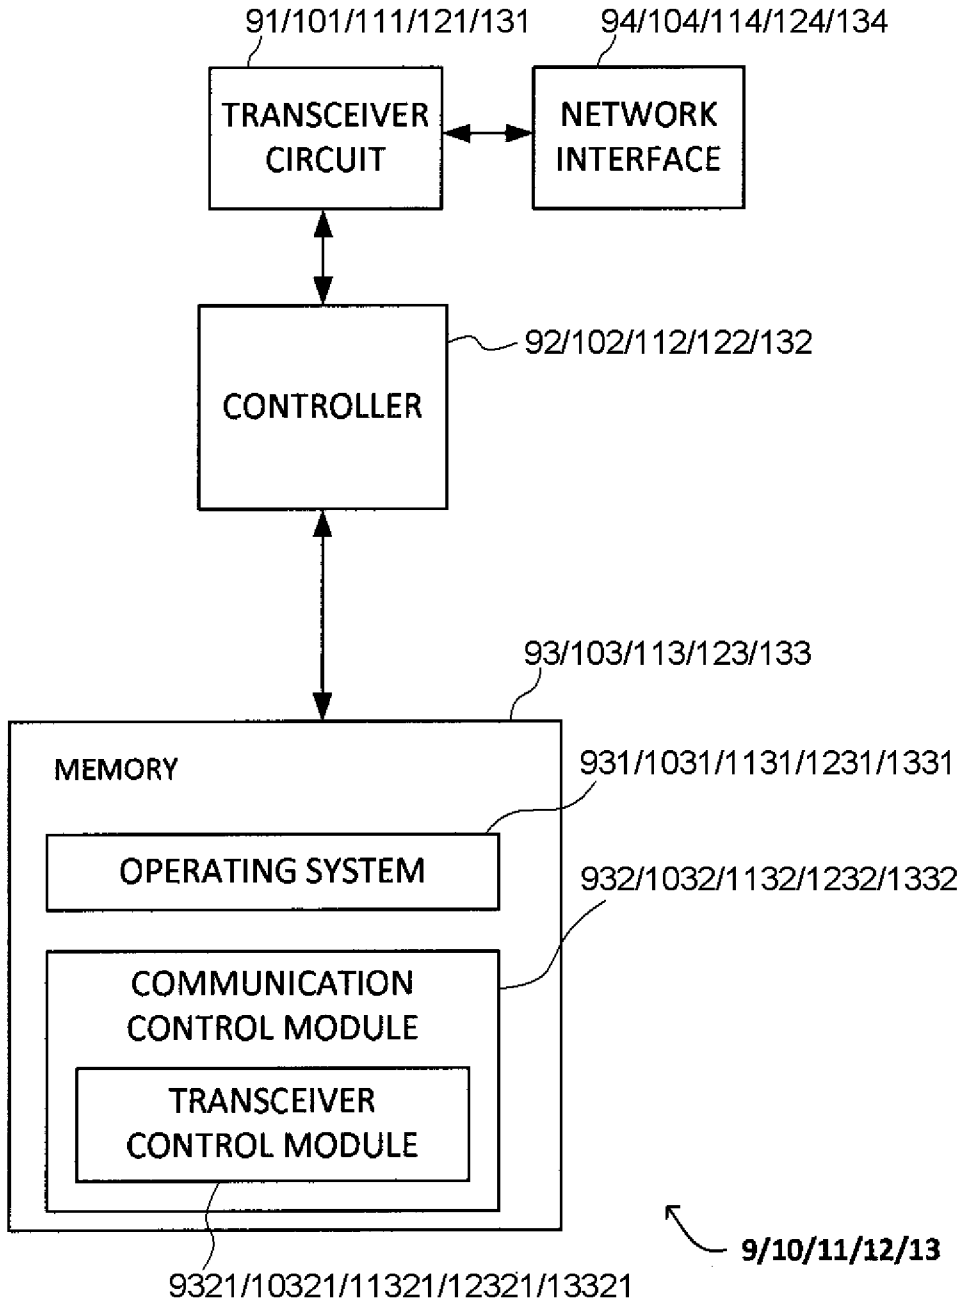 91/101/111/121/131
94/104/114/124/134
TRANSCEIVER
CIRCUIT
NETWORK
INTERFACE
92/102/112/122/132
CONTROLLER
93/103/113/123/133
MEMORY
931/1031/1131/1231/1331
OPERATING SYSTEM
932/1032/1132/1232/1332
COMMUNICATION
CONTROL MODULE
TRANSCEIVER
CONTROL MODULE
9/10/11/12/13
9321/10321/11321/12321/13321